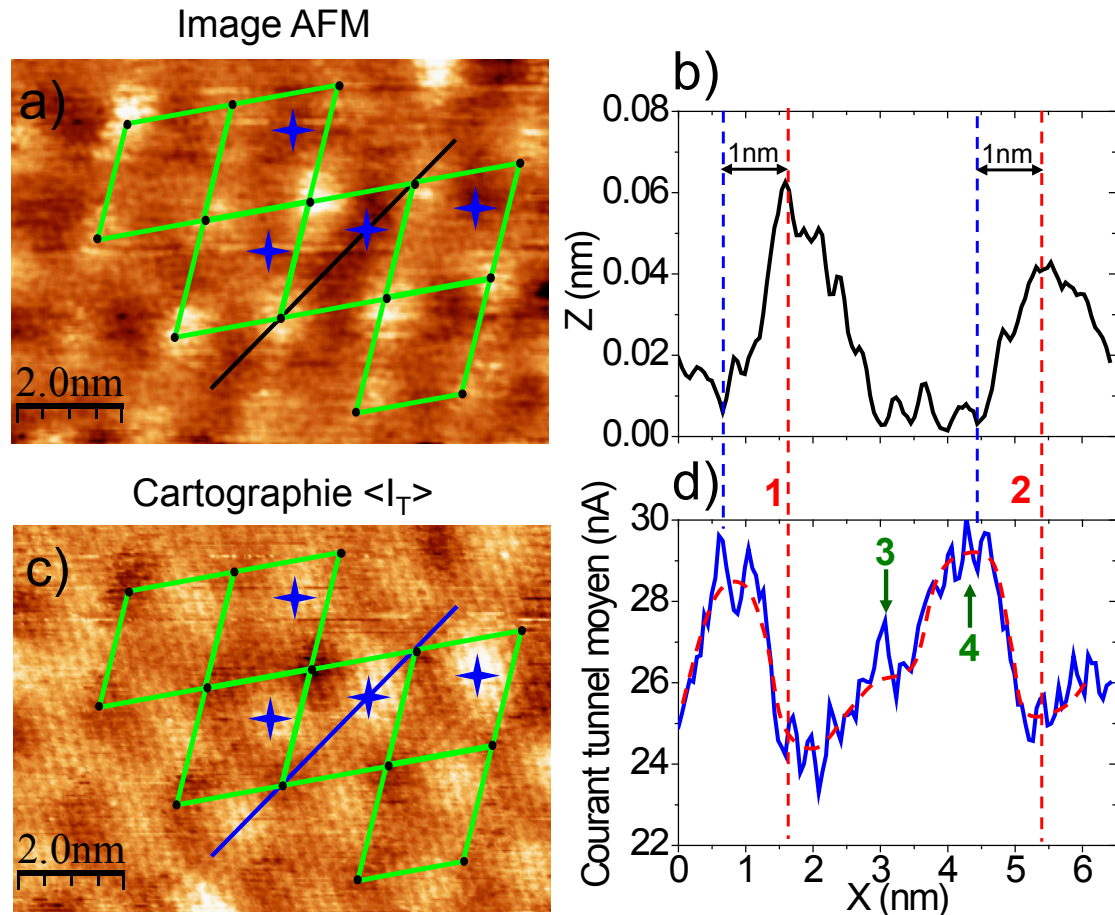 Image AFM
a)
2.0nm
b)
0.08
0.06
0.04
0.02
0.00
Z (nm)
1nm
1nm
Cartographie <I_T>
c)
2.0nm
d)
1
2
3
4
30
28
26
24
22
Courant tunnel moyen (nA)
0 1 2 3 4 5 6
X (nm)